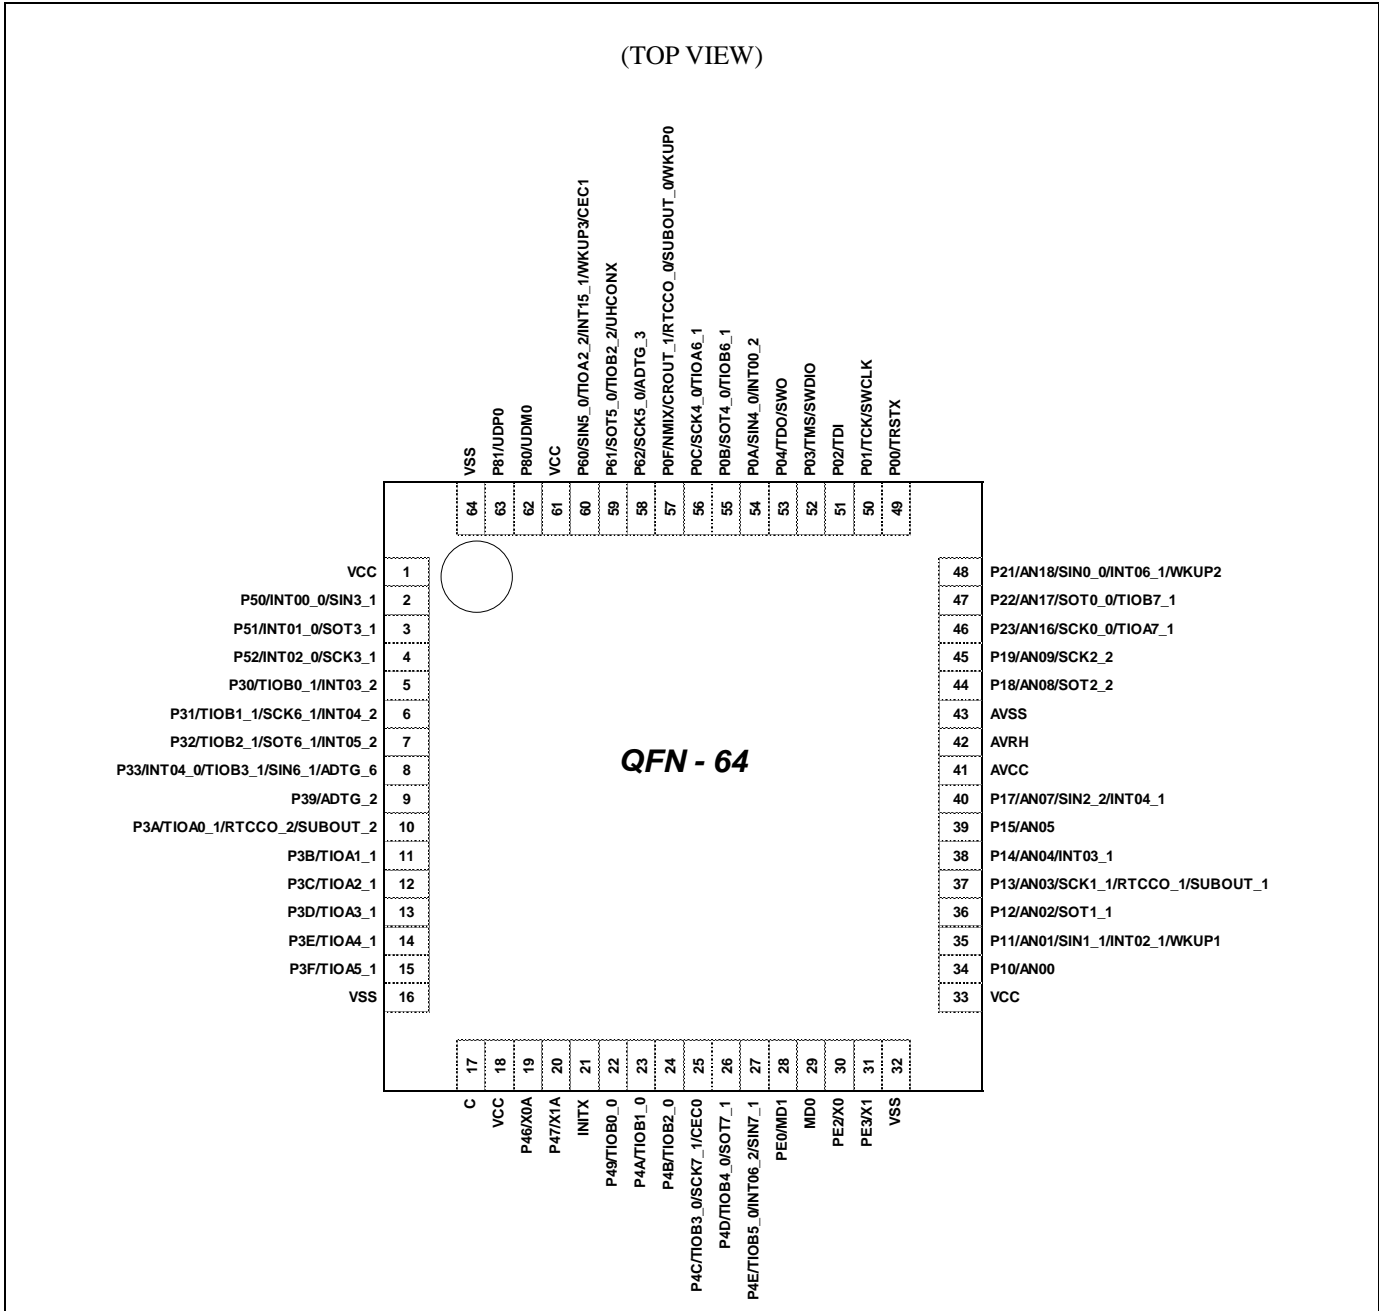 (TOP VIEW)
VSS
P81/UDP0
P80/UDM0
VCC
P60/SIN5_0/TIOA2_2/INT15_1/WKUP3/CEC1
P61/SOT5_0/TIOB2_2/UHCONX
P62/SCK5_0/ADTG_3
P0F/NMIX/CROUT_1/RTCCO_0/SUBOUT_0/WKUP0
P0C/SCK4_0/TIOA6_1
P0B/SOT4_0/TIOB6_1
P0A/SIN4_0/INT00_2
P04/TDO/SWO
P03/TMS/SWDIO
P02/TDI
P01/TCK/SWCLK
P00/TRSTX
64 63 62 61 60 59 58 57 56 55 54 53 52 51 50 49
VCC 1
P50/INT00_0/SIN3_1 2
P51/INT01_0/SOT3_1 3
P52/INT02_0/SCK3_1 4
P30/TIOB0_1/INT03_2 5
P31/TIOB1_1/SCK6_1/INT04_2 6
P32/TIOB2_1/SOT6_1/INT05_2 7
P33/INT04_0/TIOB3_1/SIN6_1/ADTG_6 8
P39/ADTG_2 9
P3A/TIOA0_1/RTCCO_2/SUBOUT_2 10
P3B/TIOA1_1 11
P3C/TIOA2_1 12
P3D/TIOA3_1 13
P3E/TIOA4_1 14
P3F/TIOA5_1 15
VSS 16
QFN - 64
48 P21/AN18/SIN0_0/INT06_1/WKUP2
47 P22/AN17/SOT0_0/TIOB7_1
46 P23/AN16/SCK0_0/TIOA7_1
45 P19/AN09/SCK2_2
44 P18/AN08/SOT2_2
43 AVSS
42 AVRH
41 AVCC
40 P17/AN07/SIN2_2/INT04_1
39 P15/AN05
38 P14/AN04/INT03_1
37 P13/AN03/SCK1_1/RTCCO_1/SUBOUT_1
36 P12/AN02/SOT1_1
35 P11/AN01/SIN1_1/INT02_1/WKUP1
34 P10/AN00
33 VCC
17 18 19 20 21 22 23 24 25 26 27 28 29 30 31 32
C
VCC
P46/X0A
P47/X1A
INITX
P49/TIOB0_0
P4A/TIOB1_0
P4B/TIOB2_0
P4C/TIOB3_0/SCK7_1/CEC0
P4D/TIOB4_0/SOT7_1
P4E/TIOB5_0/INT06_2/SIN7_1
PE0/MD1
MD0
PE2/X0
PE3/X1
VSS